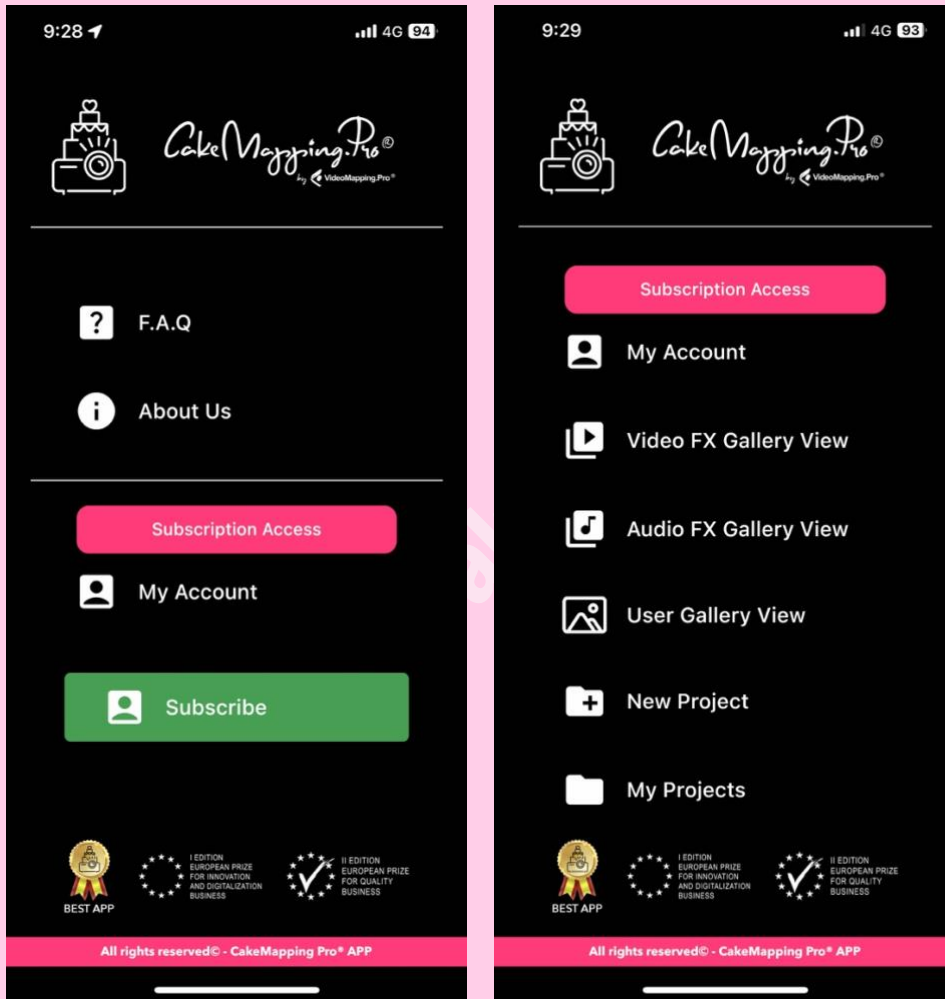 9:28
4G 94
CakeMapping.Pro®
by VideoMapping.Pro®
F.A.Q
About Us
Subscription Access
My Account
Subscribe
BEST APP
I EDITION
EUROPEAN PRIZE
FOR INNOVATION
AND DIGITALIZATION
BUSINESS
II EDITION
EUROPEAN PRIZE
FOR QUALITY
BUSINESS
All rights reserved© - CakeMapping Pro® APP
9:29
4G 93
CakeMapping.Pro®
by VideoMapping.Pro®
Subscription Access
My Account
Video FX Gallery View
Audio FX Gallery View
User Gallery View
New Project
My Projects
BEST APP
I EDITION
EUROPEAN PRIZE
FOR INNOVATION
AND DIGITALIZATION
BUSINESS
II EDITION
EUROPEAN PRIZE
FOR QUALITY
BUSINESS
All rights reserved© - CakeMapping Pro® APP